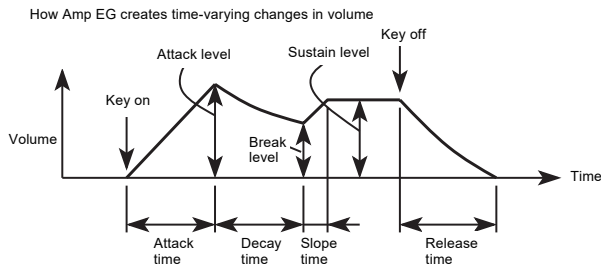 How Amp EG creates time-varying changes in volume
Key off
Attack level
Sustain level
Key on
Volume
Break
level
Time
Attack
time
Decay
time
Slope
time
Release
time